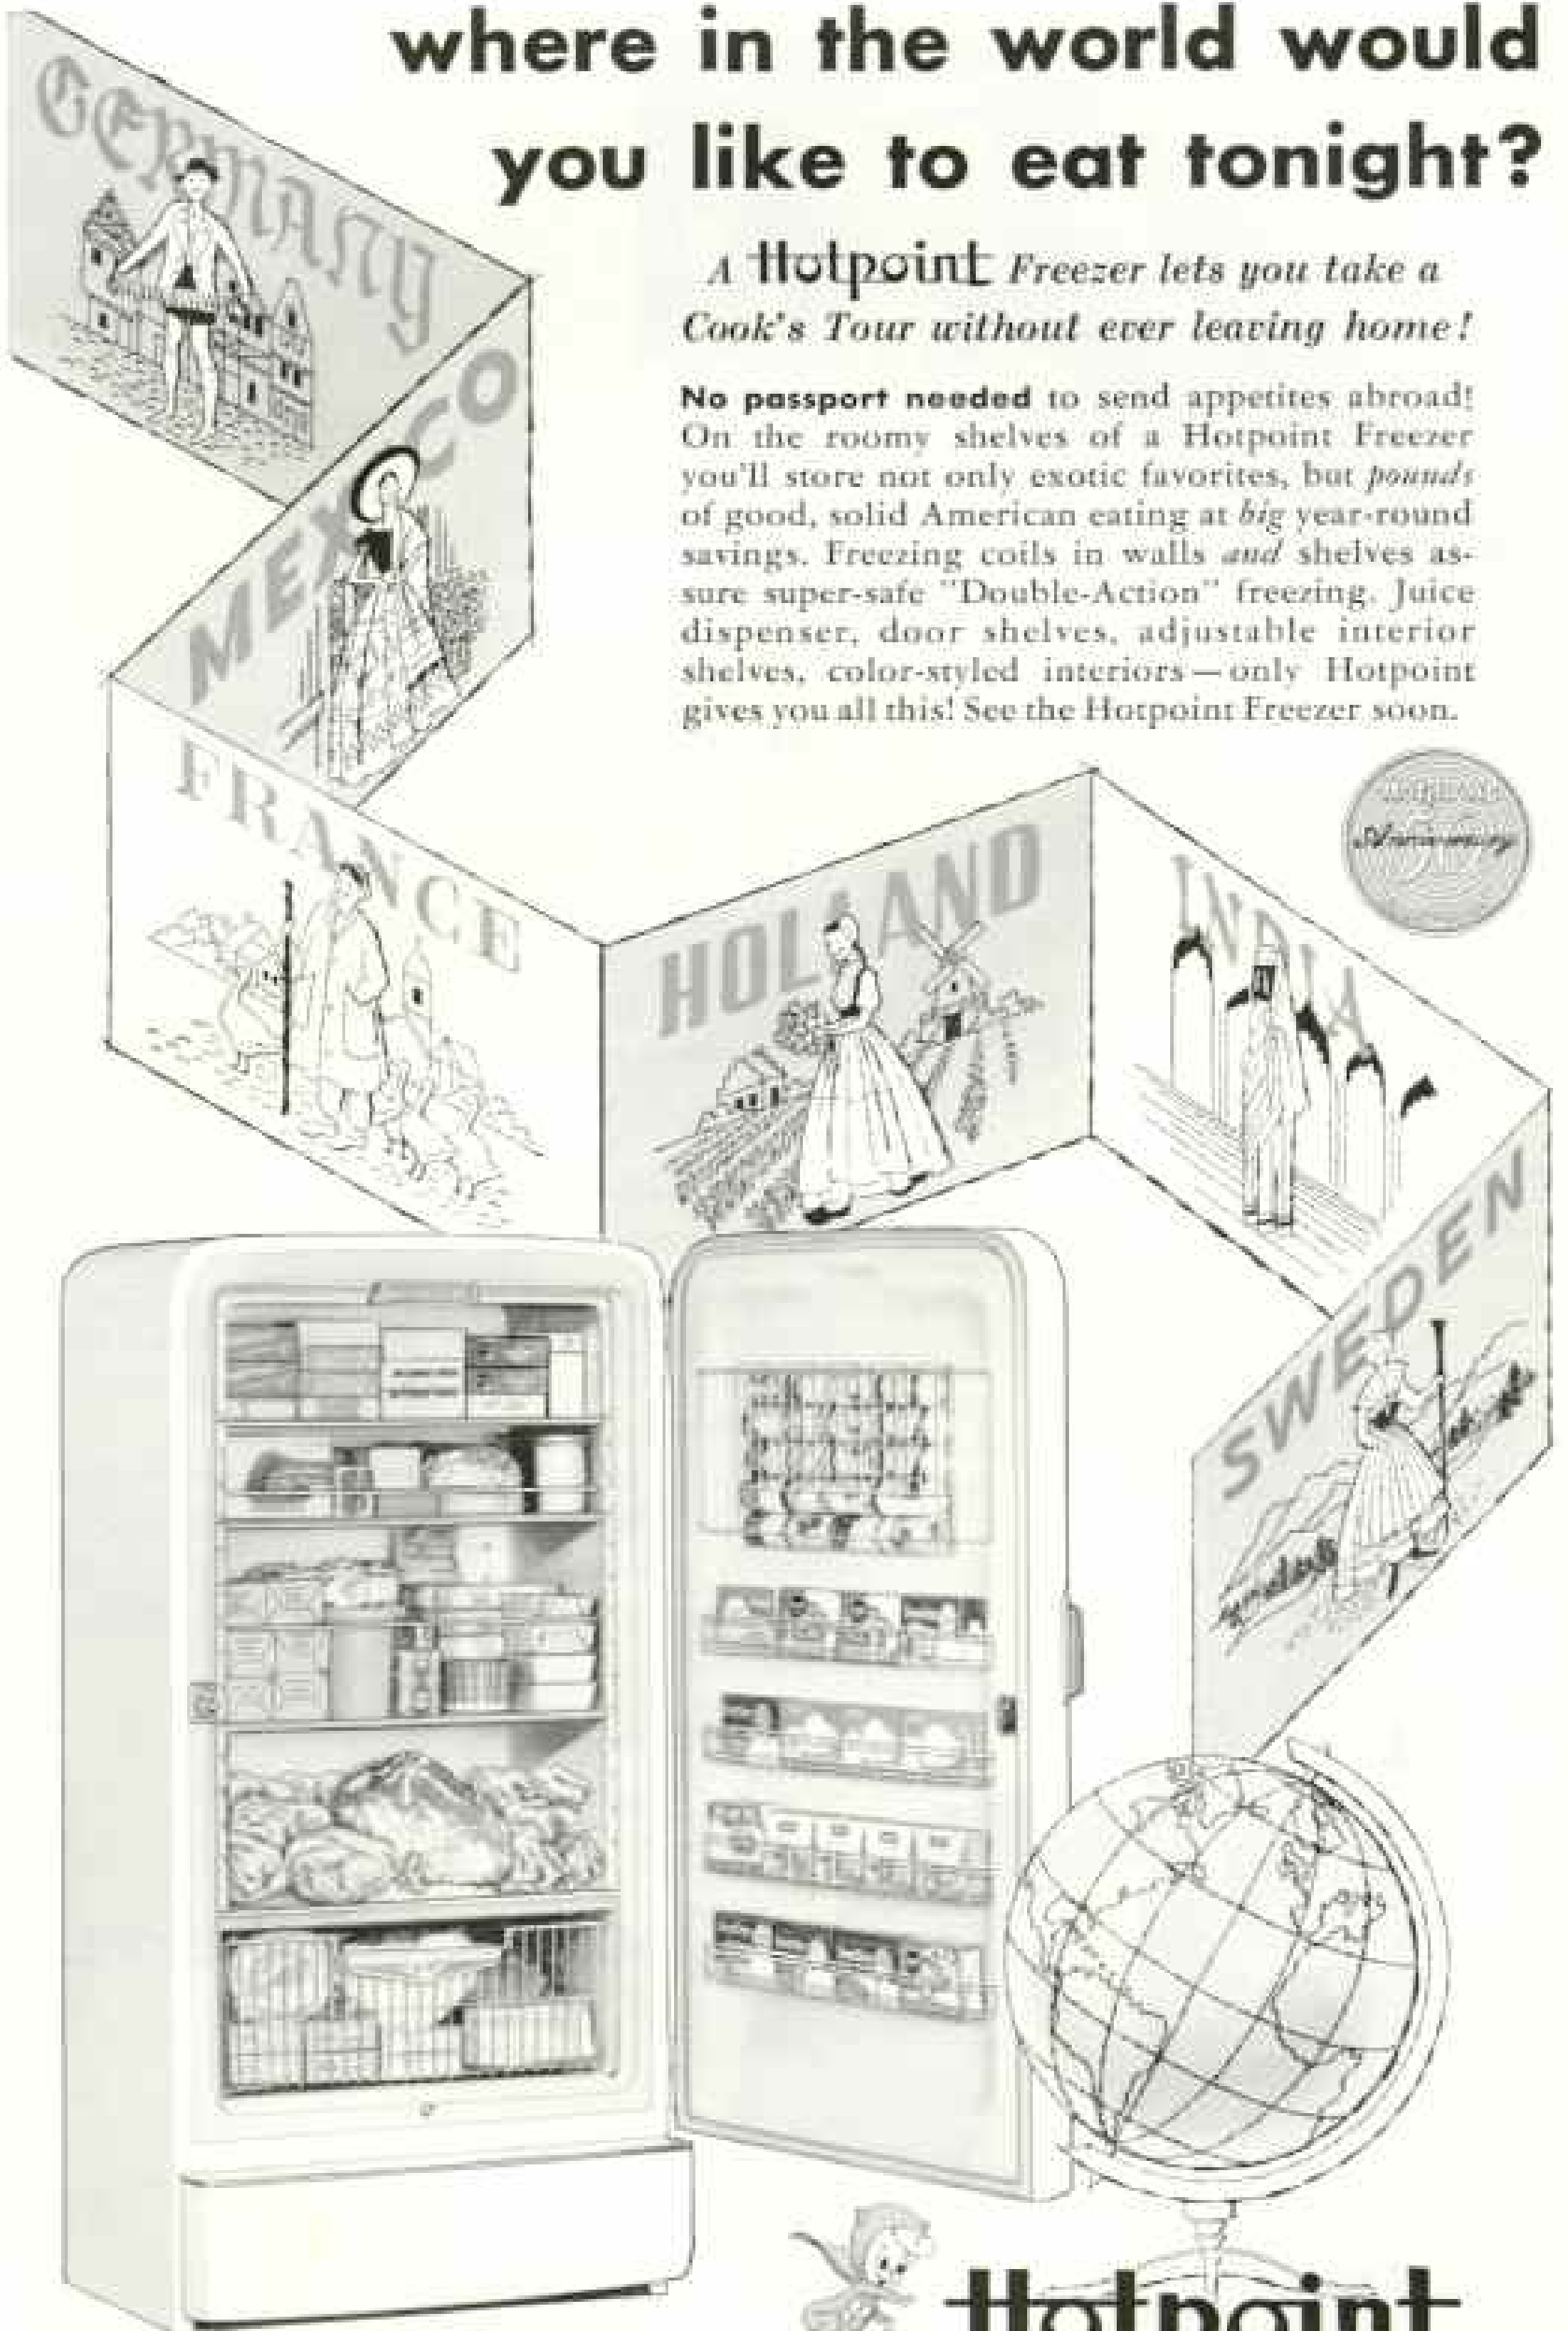 where in the world would
you like to eat tonight?
A Hotpoint Freezer lets you take a
Cook's Tour without ever leaving home!
No passport needed to send appetites abroad!
On the roomy shelves of a Hotpoint Freezer
you'll store not only exotic favorites, but pounds
of good, solid American eating at big year-round
savings. Freezing coils in walls and shelves as-
sure super-safe "Double-Action" freezing. Juice
dispenser, door shelves, adjustable interior
shelves, color-styled interiors—only Hotpoint
gives you all this! See the Hotpoint Freezer soon.
GERMANY
MEXICO
FRANCE
HOLLAND
INDIA
SWEDEN
Anniversary
Hotpoint